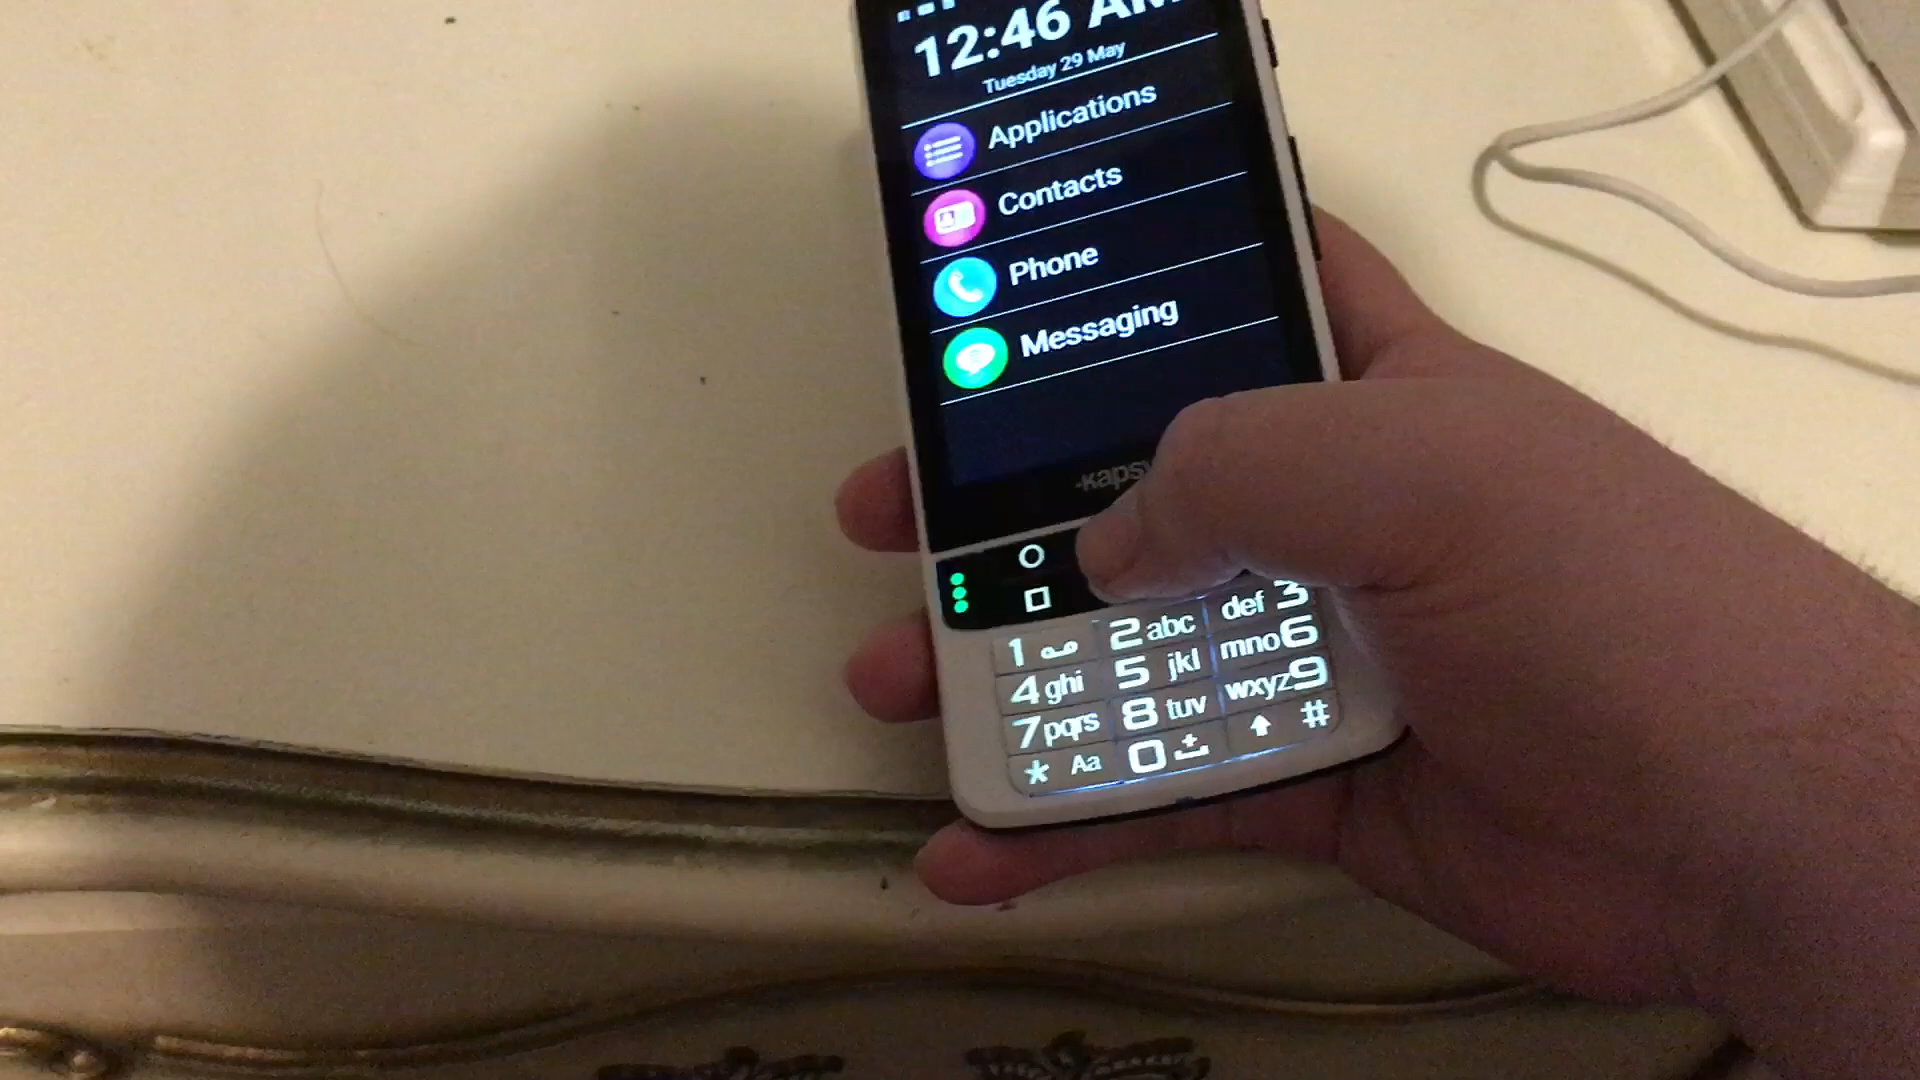 12:46 AM
Tuesday 29 May
Applications
Contacts
Phone
Messaging
1 2 abc def 3
4 ghi 5 jkl mno 6
7 pqrs 8 tuv wxyz 9
* Aa 0 + #